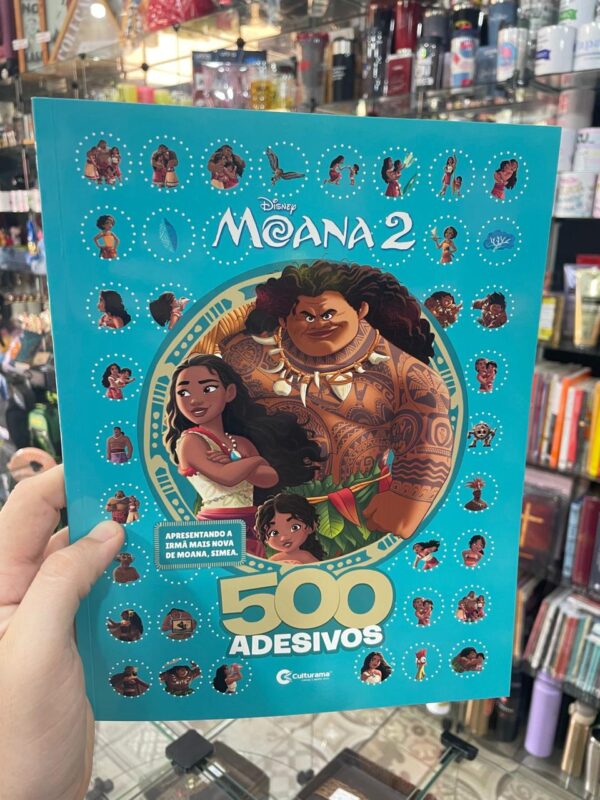 Disney
MOANA 2
APRESENTANDO A
IRMÃ MAIS NOVA
DE MOANA, SIMEA.
500
ADESIVOS
Culturama